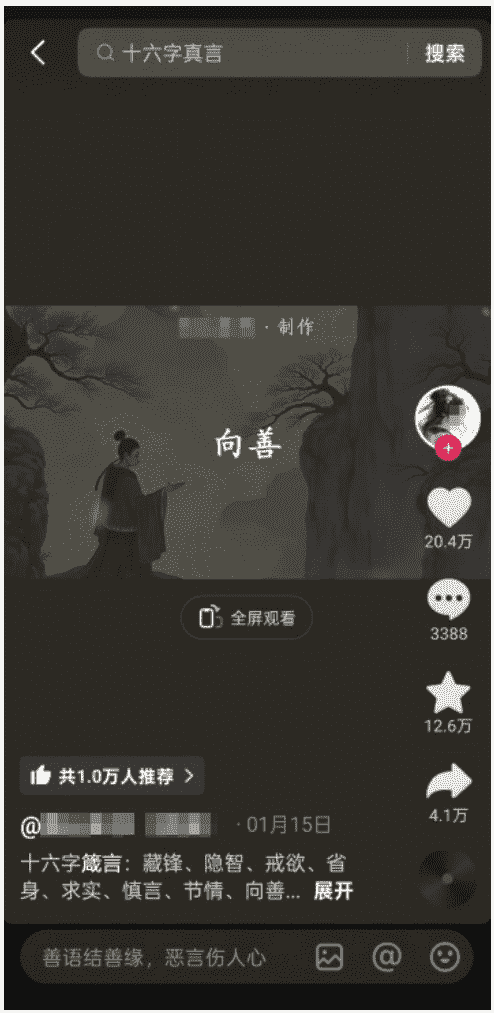 十六字真言 搜索
· 制作
向善
20.4万
全屏观看
3388
12.6万
共1.0万人推荐
4.1万
@ · 01月15日
十六字箴言：藏锋、隐智、戒欲、省
身、求实、慎言、节情、向善... 展开
善语结善缘，恶言伤人心